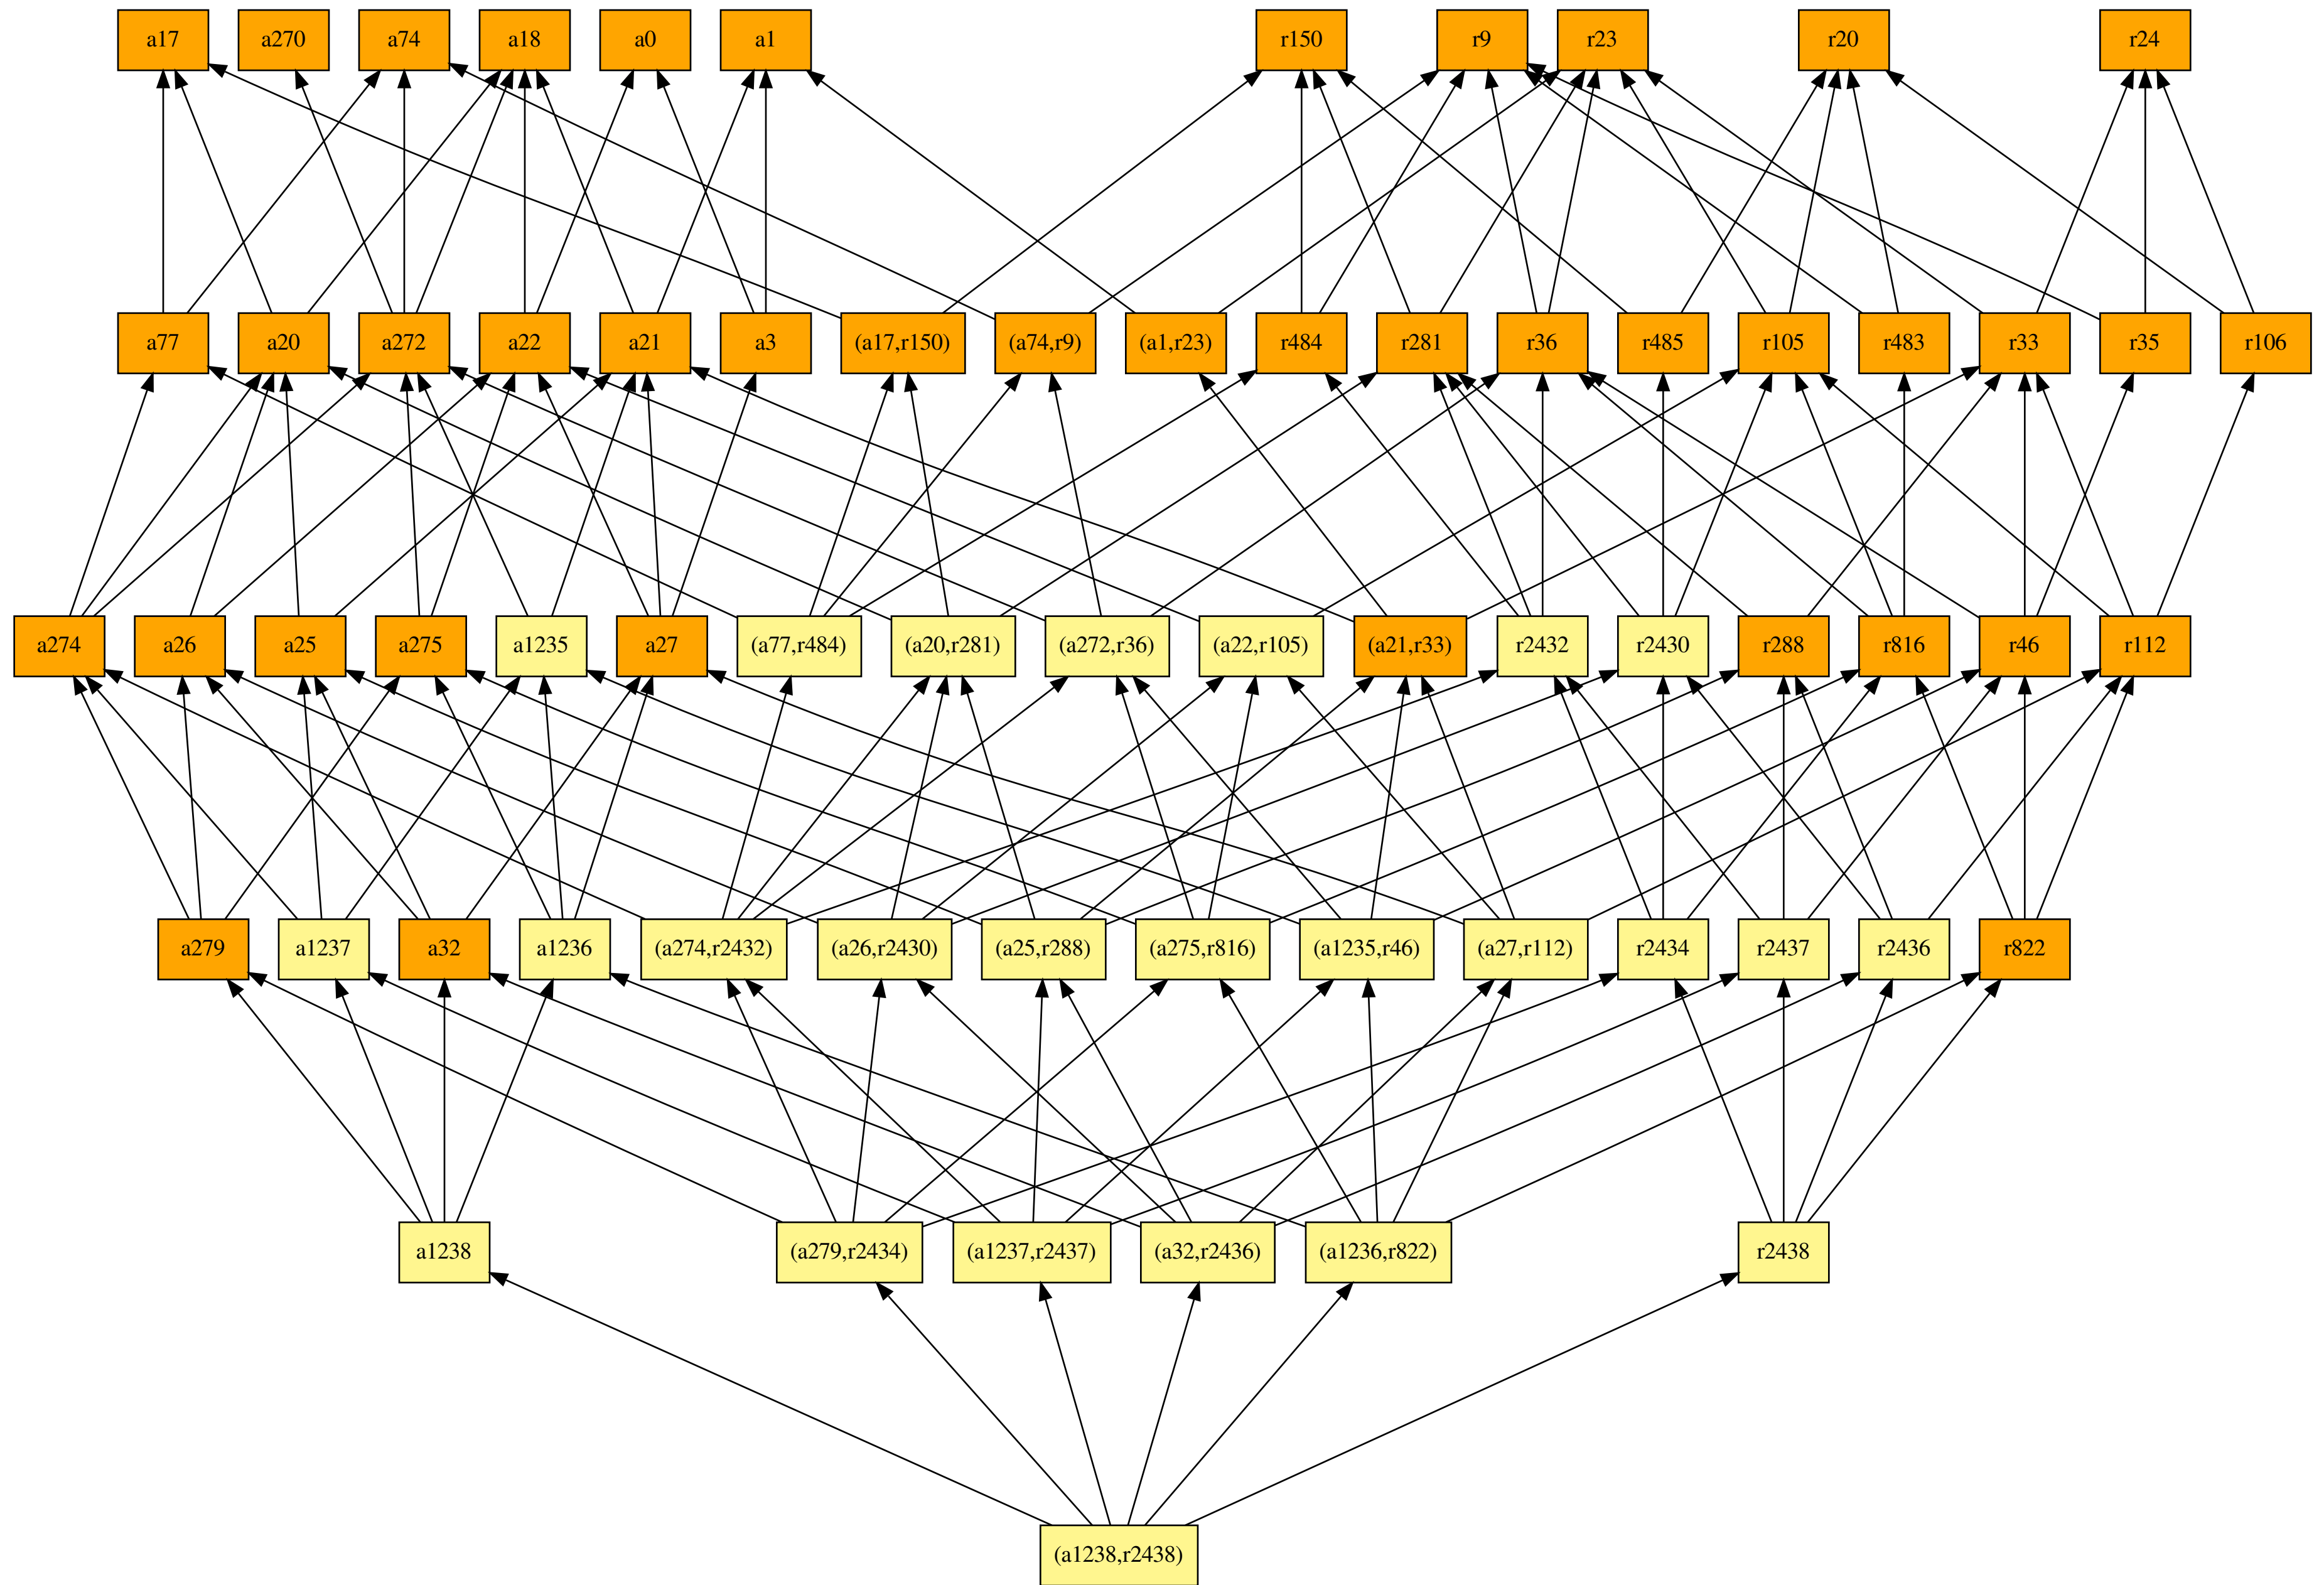 a17 a270 a74 a18 a0 a1 r150 r9 r23 r20 r24
a77 a20 a272 a22 a21 a3 (a17,r150) (a74,r9) (a1,r23) r484 r281 r36 r485 r105 r483 r33 r35 r106
a274 a26 a25 a275 a1235 a27 (a77,r484) (a20,r281) (a272,r36) (a22,r105) (a21,r33) r2432 r2430 r288 r816 r46 r112
a279 a1237 a32 a1236 (a274,r2432) (a26,r2430) (a25,r288) (a275,r816) (a1235,r46) (a27,r112) r2434 r2437 r2436 r822
a1238 (a279,r2434) (a1237,r2437) (a32,r2436) (a1236,r822) r2438
(a1238,r2438)